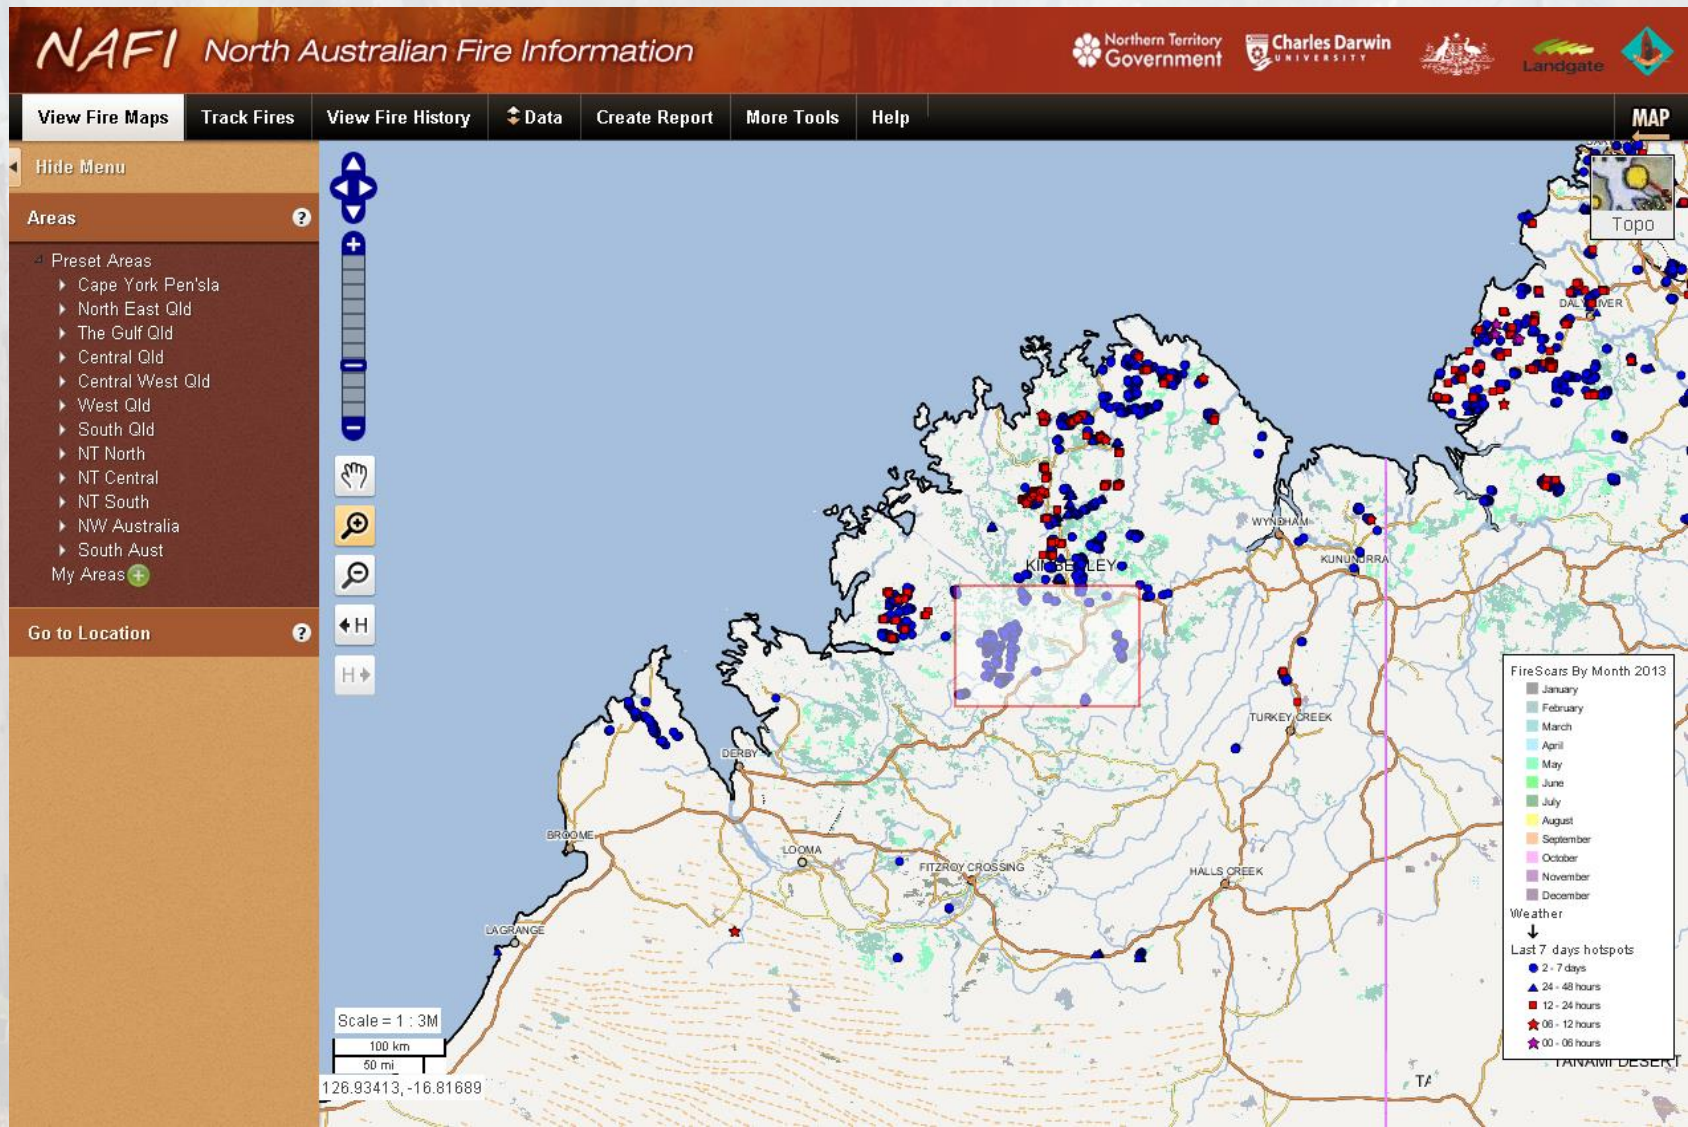 NAFI North Australian Fire Information
Northern Territory
Government
Charles Darwin
UNIVERSITY
Landgate
View Fire Maps
Track Fires
View Fire History
Data
Create Report
More Tools
Help
MAP
Hide Menu
Areas
?
Preset Areas
Cape York Pen'sla
North East Qld
The Gulf Qld
Central Qld
Central West Qld
West Qld
South Qld
NT North
NT Central
NT South
NW Australia
South Aust
My Areas
Go to Location
?
H
H
Topo
WYNDHAM
KUNUNURRA
TURKEY CREEK
DERBY
BROOME
LOOMA
FITZROY CROSSING
HALLS CREEK
LAGRANGE
TANAMI DESERT
FireScars By Month 2013
January
February
March
April
May
June
July
August
September
October
November
December
Weather
Last 7 days hotspots
2 - 7 days
24 - 48 hours
12 - 24 hours
06 - 12 hours
00 - 06 hours
Scale = 1 : 3M
100 km
50 mi
126.93413, -16.81689